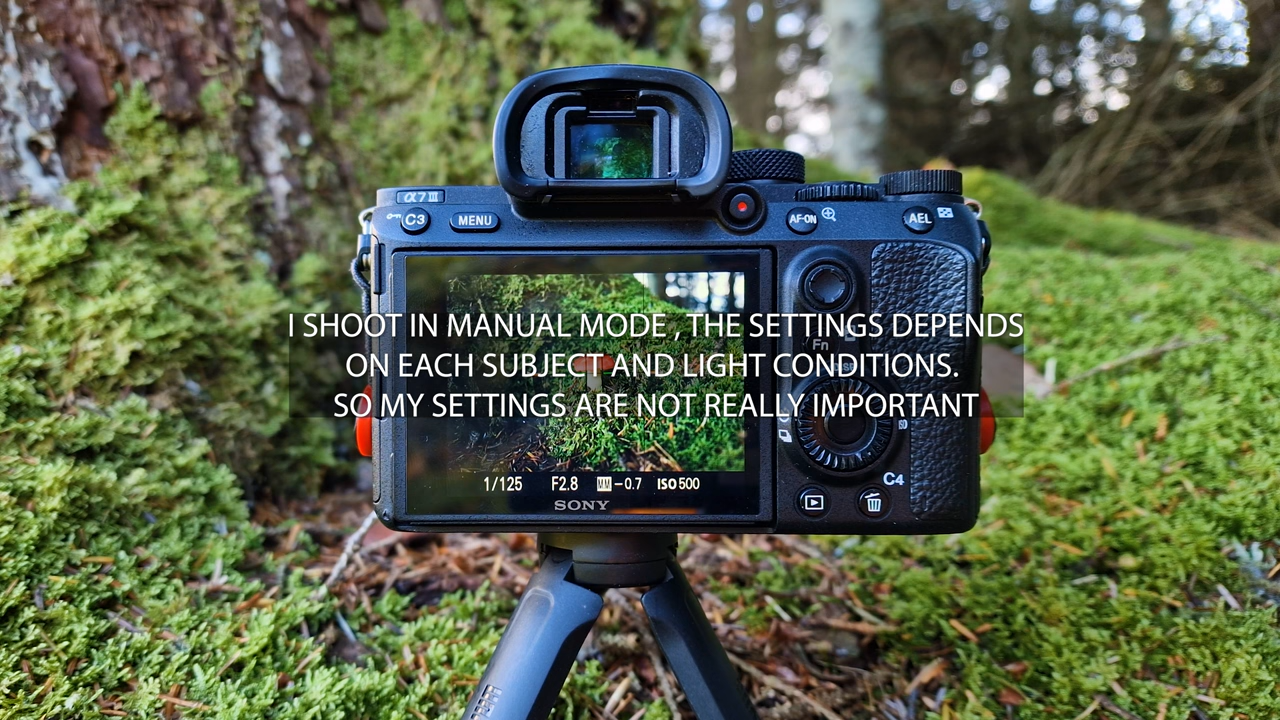 α7III
C3
MENU
AF-ON
AEL
I SHOOT IN MANUAL MODE , THE SETTINGS DEPENDS
Fn
ON EACH SUBJECT AND LIGHT CONDITIONS.
SO MY SETTINGS ARE NOT REALLY IMPORTANT
C4
1/125 F2.8 MM -0.7 ISO 500
SONY